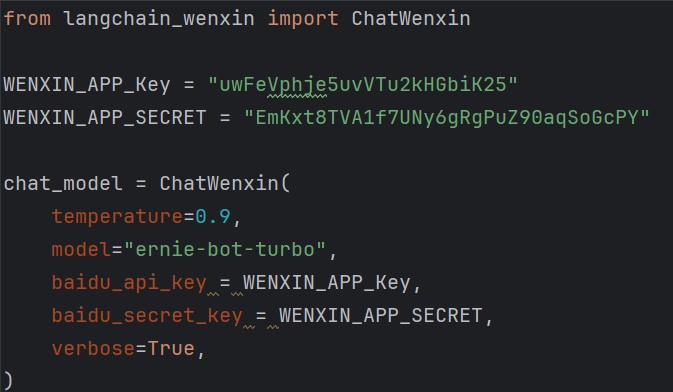 from langchain_wenxin import ChatWenxin
WENXIN_APP_Key = "uwFeVphje5uvVTu2kHGbiK25"
WENXIN_APP_SECRET = "EmKxt8TVA1f7UNy6gRgPuZ90aqSoGcPY"
chat_model = ChatWenxin(
    temperature=0.9,
    model="ernie-bot-turbo",
    baidu_api_key = WENXIN_APP_Key,
    baidu_secret_key = WENXIN_APP_SECRET,
    verbose=True,
)